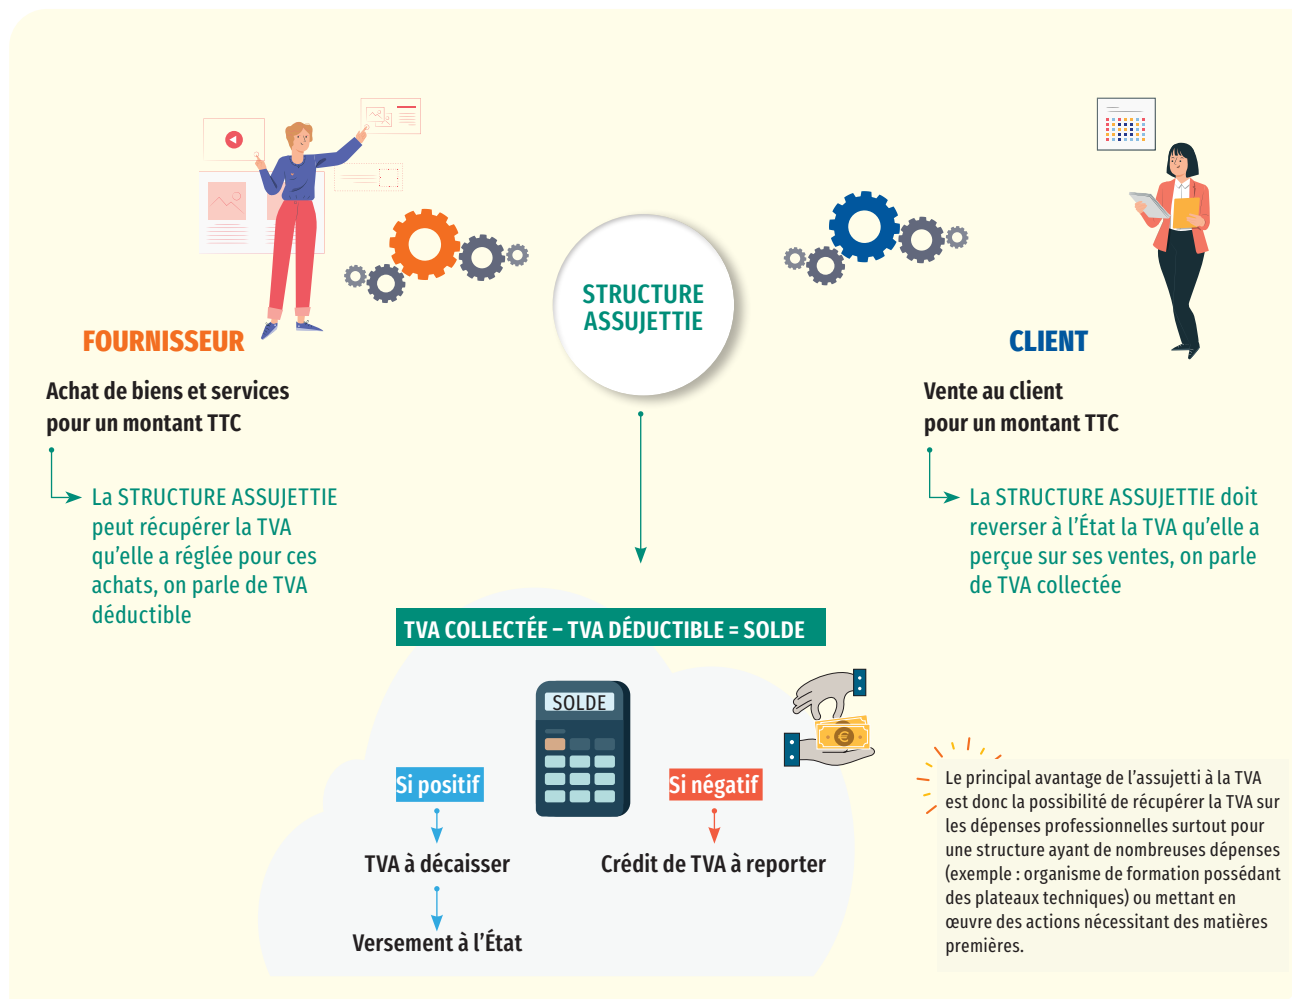 STRUCTURE
ASSUJETTIE
FOURNISSEUR
Achat de biens et services
pour un montant TTC
La STRUCTURE ASSUJETTIE
peut récupérer la TVA
qu'elle a réglée pour ces
achats, on parle de TVA
déductible
CLIENT
Vente au client
pour un montant TTC
La STRUCTURE ASSUJETTIE doit
reverser à l'État la TVA qu'elle a
perçue sur ses ventes, on parle
de TVA collectée
TVA COLLECTÉE – TVA DÉDUCTIBLE = SOLDE
SOLDE
€
Si positif
TVA à décaisser
Versement à l'État
Si négatif
Crédit de TVA à reporter
Le principal avantage de l'assujetti à la TVA
est donc la possibilité de récupérer la TVA sur
les dépenses professionnelles surtout pour
une structure ayant de nombreuses dépenses
(exemple : organisme de formation possédant
des plateaux techniques) ou mettant en
œuvre des actions nécessitant des matières
premières.